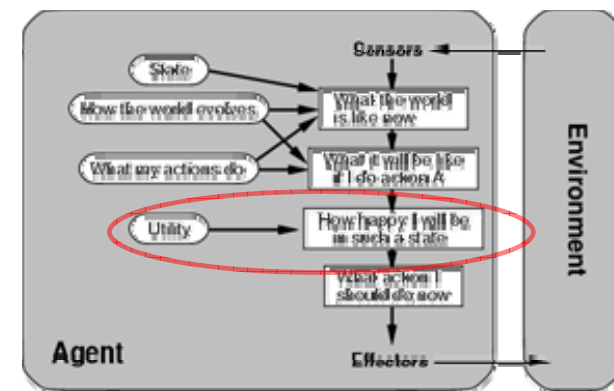 Sensors
State
How the world evolves
What the world
is like now
What my actions do
What it will be like
if I do action A
Utility
How happy I will be
in such a state
What action I
should do now
Agent
Effectors
Environment